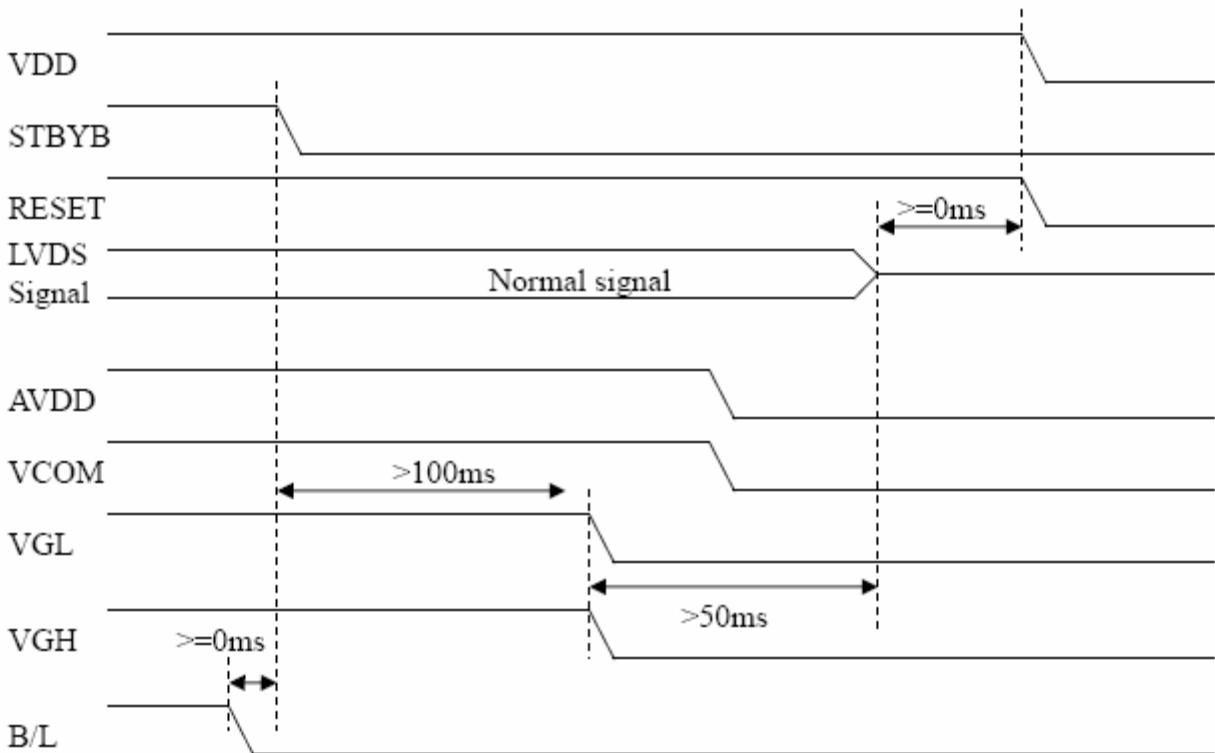 VDD
STBYB
RESET
>=0ms
LVDS
Signal
Normal signal
AVDD
VCOM
>100ms
VGL
>50ms
VGH
>=0ms
B/L